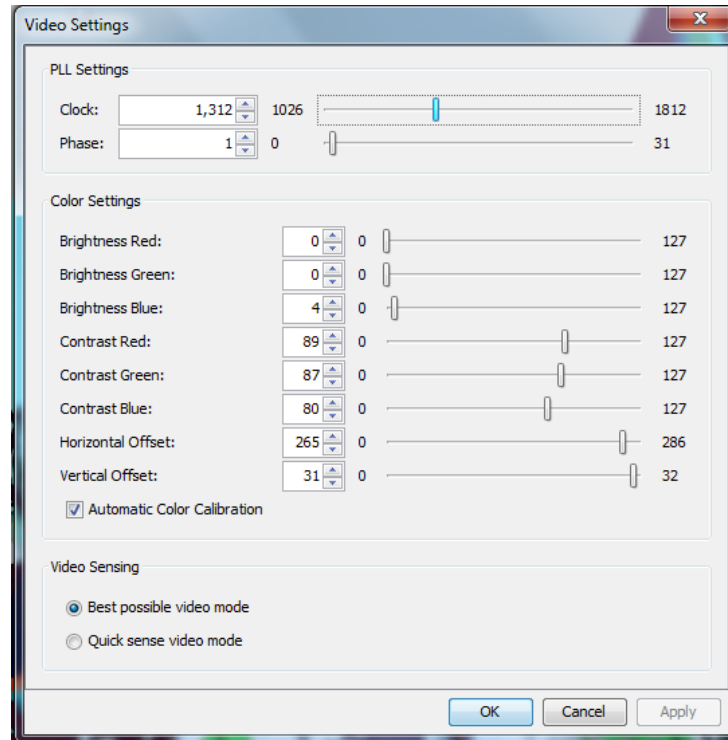 Video Settings
PLL Settings
Clock: 1,312 1026 1812
Phase: 1 0 31
Color Settings
Brightness Red: 0 0 127
Brightness Green: 0 0 127
Brightness Blue: 4 0 127
Contrast Red: 89 0 127
Contrast Green: 87 0 127
Contrast Blue: 80 0 127
Horizontal Offset: 265 0 286
Vertical Offset: 31 0 32
Automatic Color Calibration
Video Sensing
Best possible video mode
Quick sense video mode
OK Cancel Apply